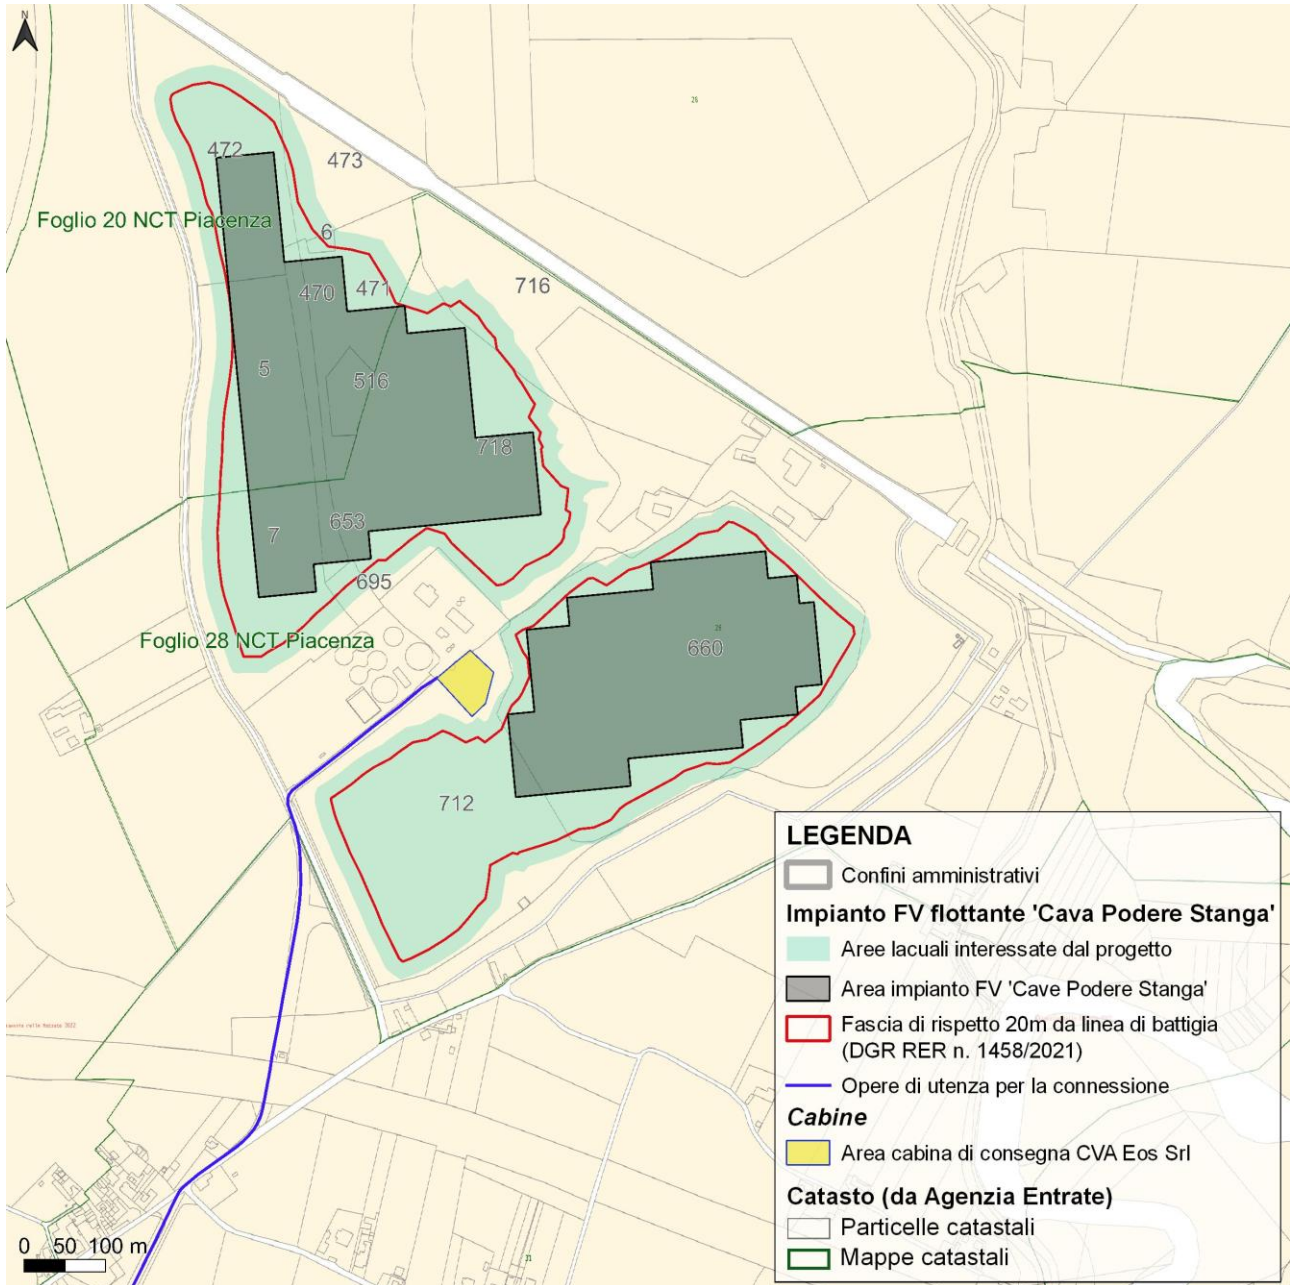 N
26
472
473
Foglio 20 NCT Piacenza
6
470
471
716
5
516
718
7
653
695
Foglio 28 NCT Piacenza
28
660
712
LEGENDA
Confini amministrativi
Impianto FV flottante 'Cava Podere Stanga'
Aree lacuali interessate dal progetto
Area impianto FV 'Cave Podere Stanga'
Fascia di rispetto 20m da linea di battigia
(DGR RER n. 1458/2021)
Opere di utenza per la connessione
Cabine
Area cabina di consegna CVA Eos Srl
Catasto (da Agenzia Entrate)
Particelle catastali
Mappe catastali
0 50 100 m